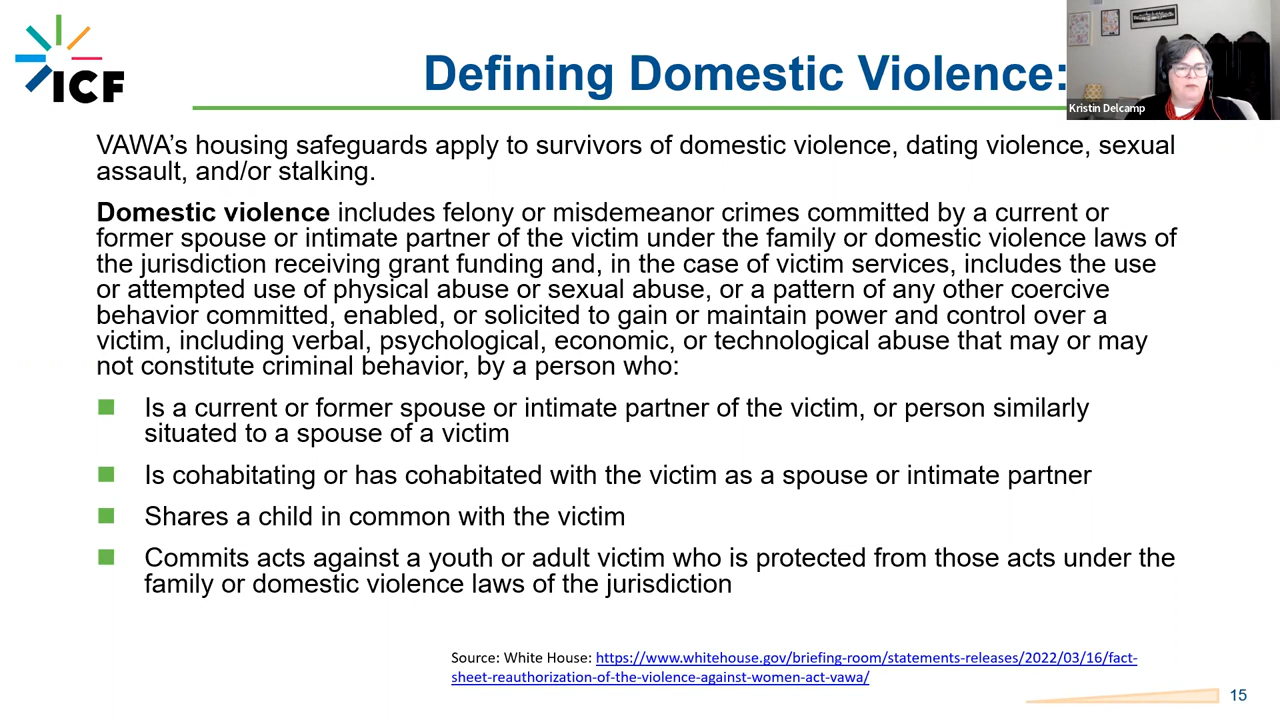 ICF
Defining Domestic Violence:
Kristin Delcamp
VAWA’s housing safeguards apply to survivors of domestic violence, dating violence, sexual
assault, and/or stalking.
Domestic violence includes felony or misdemeanor crimes committed by a current or
former spouse or intimate partner of the victim under the family or domestic violence laws of
the jurisdiction receiving grant funding and, in the case of victim services, includes the use
or attempted use of physical abuse or sexual abuse, or a pattern of any other coercive
behavior committed, enabled, or solicited to gain or maintain power and control over a
victim, including verbal, psychological, economic, or technological abuse that may or may
not constitute criminal behavior, by a person who:
Is a current or former spouse or intimate partner of the victim, or person similarly
situated to a spouse of a victim
Is cohabitating or has cohabitated with the victim as a spouse or intimate partner
Shares a child in common with the victim
Commits acts against a youth or adult victim who is protected from those acts under the
family or domestic violence laws of the jurisdiction
Source: White House: https://www.whitehouse.gov/briefing-room/statements-releases/2022/03/16/fact-
sheet-reauthorization-of-the-violence-against-women-act-vawa/
15